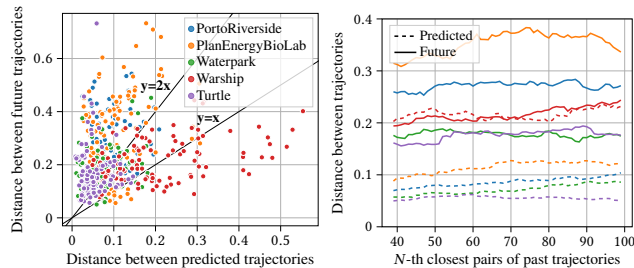 Distance between future trajectories
0.6
0.4
0.2
0
0.0
0.1
0.2
0.3
0.4
0.5
Distance between predicted trajectories
PortoRiverside
PlanEnergyBioLab
Waterpark
Warship
Turtle
y=2x
y=x
Distance between trajectories
0.4
0.3
0.2
0.1
0
40
50
60
70
80
90
100
N-th closest pairs of past trajectories
Predicted
Future